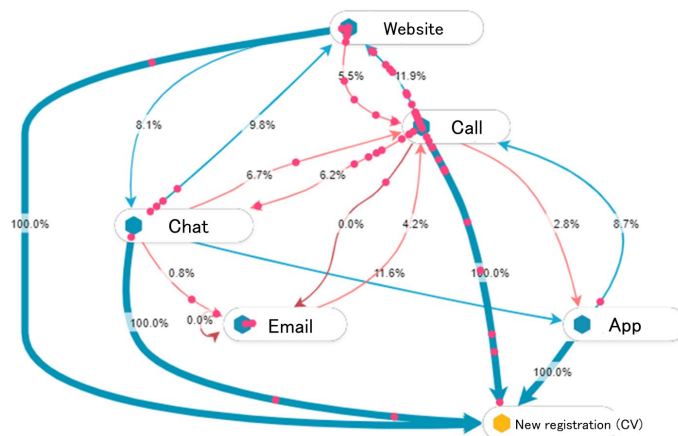 Website
5.5%
11.9%
8.1%
9.8%
Call
6.7%
6.2%
100.0%
Chat
0.0%
4.2%
2.8%
8.7%
0.8%
11.6%
100.0%
100.0%
0.0%
Email
App
100.0%
New registration (CV)